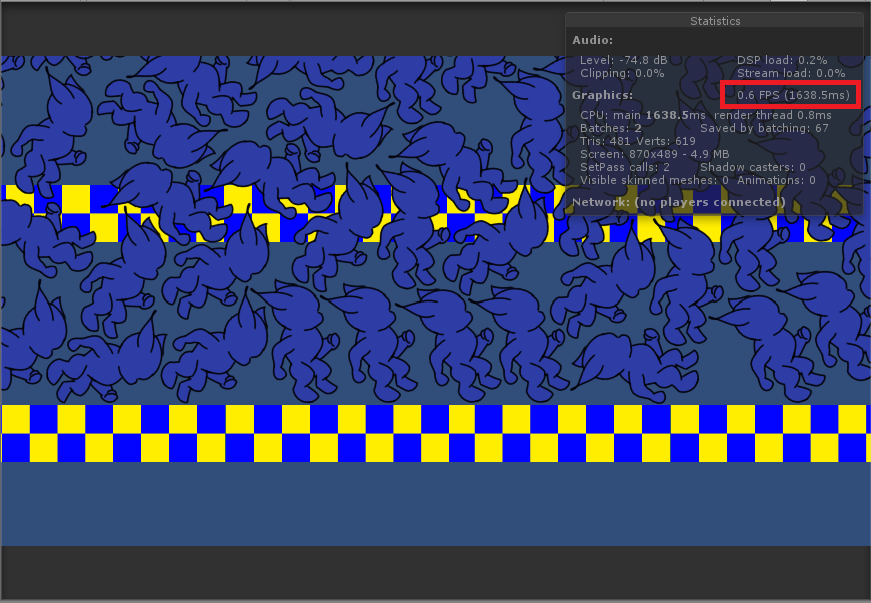 Statistics
Audio:
Level: -74.8 dB DSP load: 0.2%
Clipping: 0.0% Stream load: 0.0%
Graphics: 0.6 FPS (1638.5ms)
CPU: main 1638.5ms render thread 0.8ms
Batches: 2 Saved by batching: 67
Tris: 481 Verts: 619
Screen: 870x489 - 4.9 MB
SetPass calls: 2 Shadow casters: 0
Visible skinned meshes: 0 Animations: 0
Network: (no players connected)